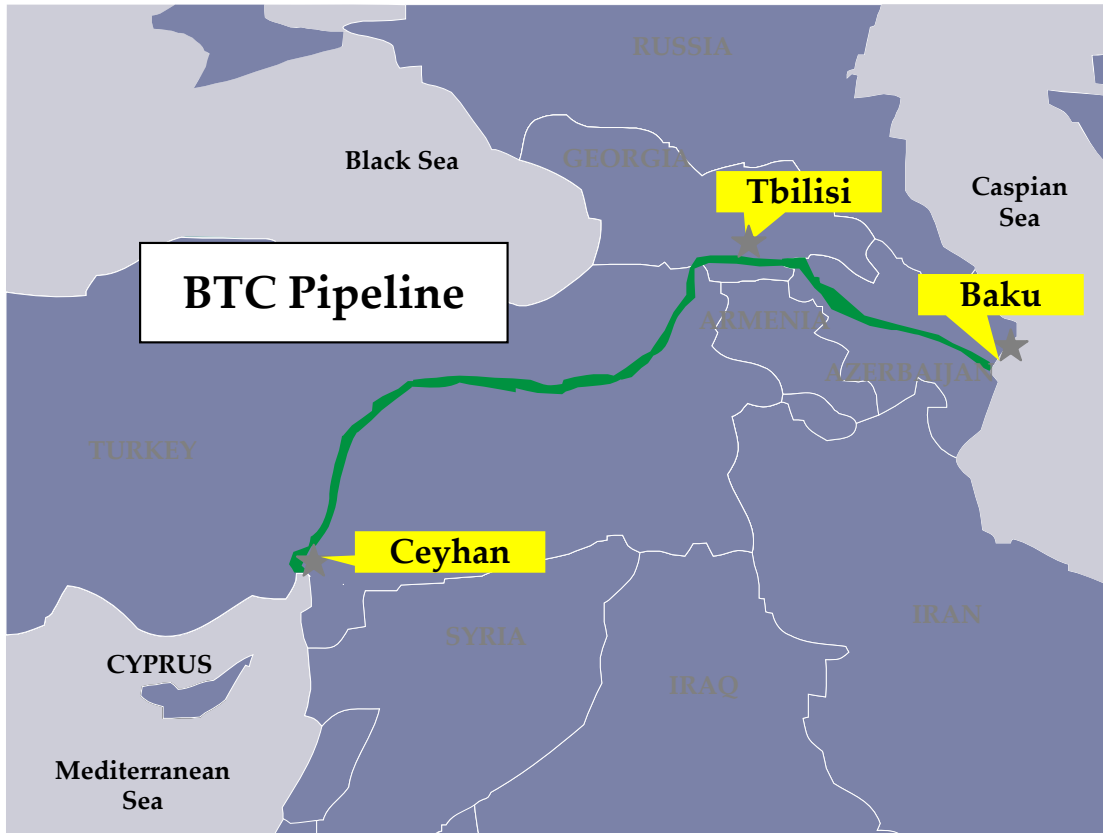 RUSSIA
Black Sea
GEORGIA
Tbilisi
Caspian
Sea
BTC Pipeline
Baku
ARMENIA
AZERBAIJAN
TURKEY
Ceyhan
IRAN
SYRIA
CYPRUS
IRAQ
Mediterranean
Sea